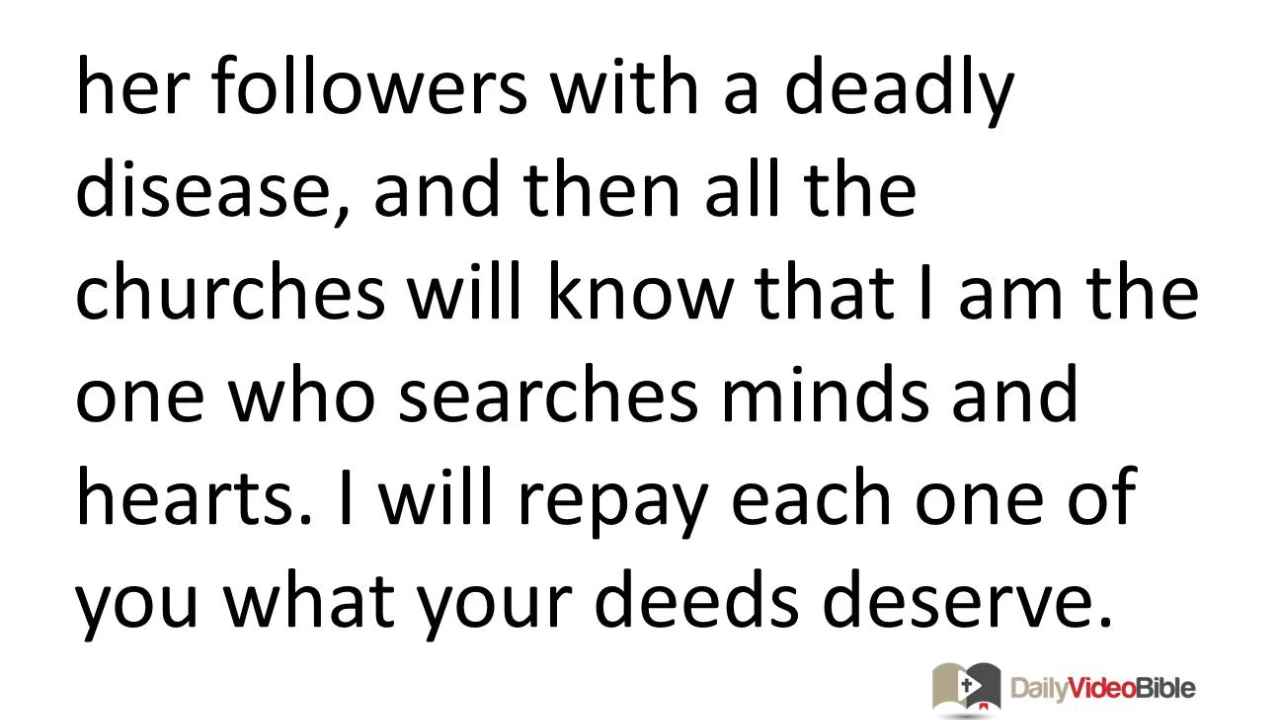 her followers with a deadly
disease, and then all the
churches will know that I am the
one who searches minds and
hearts. I will repay each one of
you what your deeds deserve.
DailyVideoBible